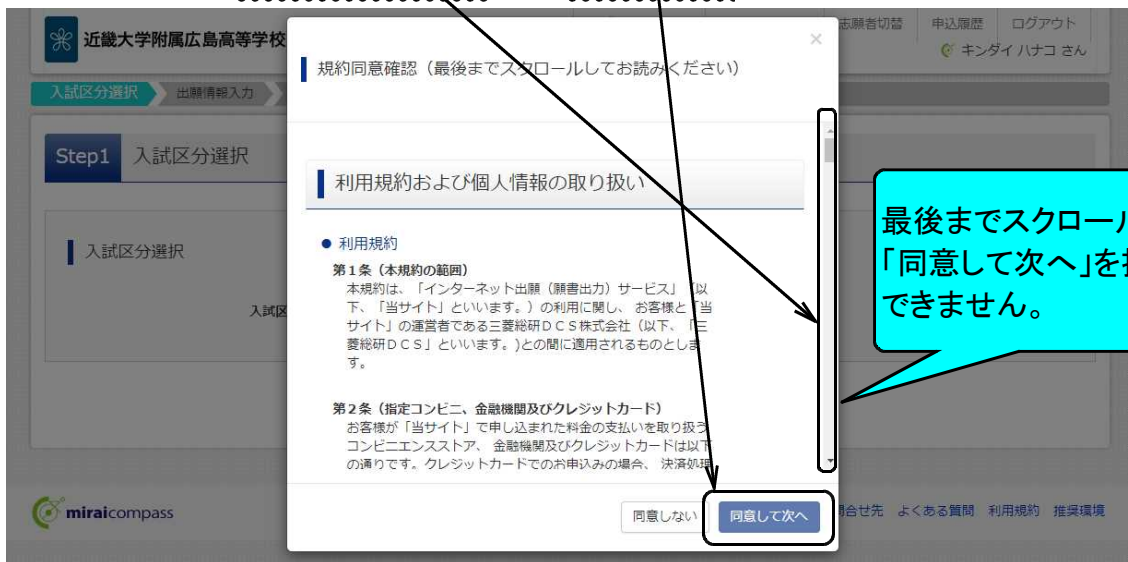 近畿大学附属広島高等学校
志願者切替 申込履歴 ログアウト
キンダイ ハナコ さん
入試区分選択 出願情報入力
規約同意確認（最後までスクロールしてお読みください）
×
Step1 入試区分選択
利用規約および個人情報の取り扱い
入試区分選択
入試区
● 利用規約
第１条（本規約の範囲）
本規約は、「インターネット出願（願書出力）サービス」（以
下、「当サイト」といいます。）の利用に関し、 お客様と「当
サイト」の運営者である三菱総研ＤＣＳ株式会社（以下、「三
菱総研ＤＣＳ」といいます。)との間に適用されるものとしま
す。
第２条（指定コンビニ、金融機関及びクレジットカード）
お客様が「当サイト」で申し込まれた料金の支払いを取り扱う
コンビニエンスストア、 金融機関及びクレジットカードは以下
の通りです。クレジットカードでのお申込みの場合、 決済処理
最後までスクロール
「同意して次へ」を
できません。
同意しない 同意して次へ
miraicompass
合せ先 よくある質問 利用規約 推奨環境